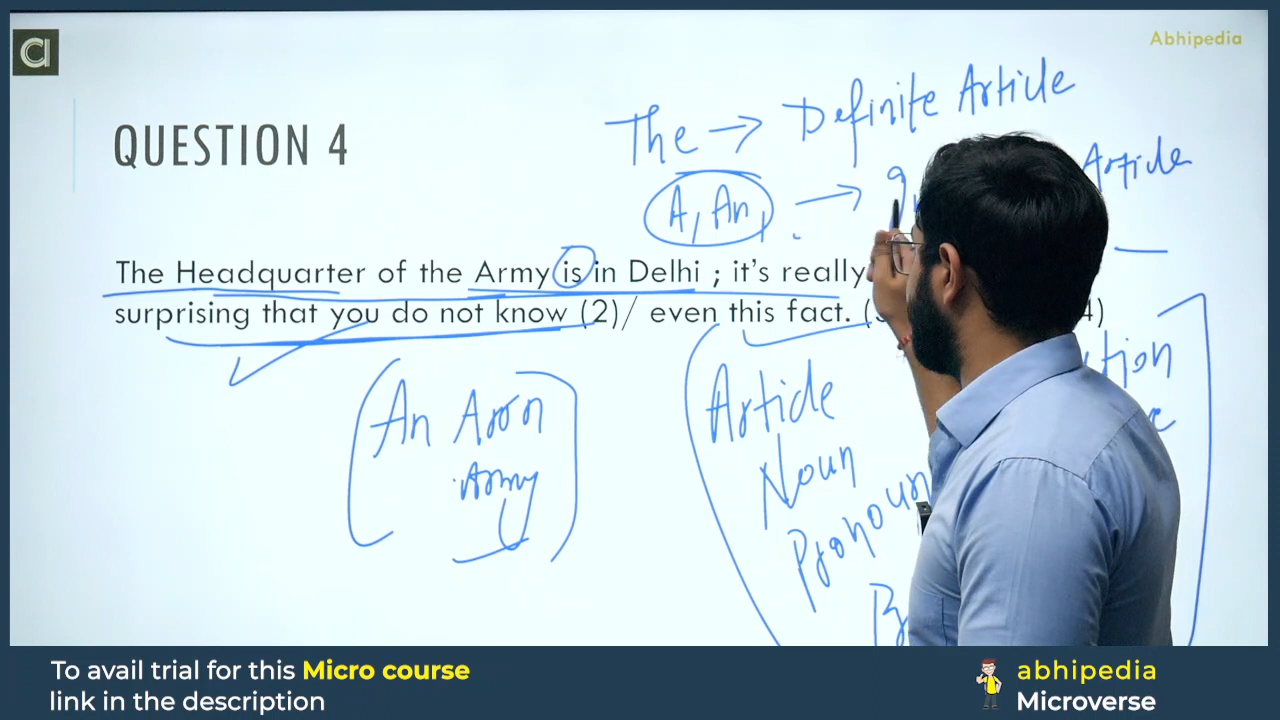 Abhipedia
QUESTION 4
The → Definite Article
A, An, → Article
The Headquarter of the Army is in Delhi ; it's really
surprising that you do not know (2)/ even this fact. ( 4)
An
Army
Article
Noun
Pronoun
To avail trial for this Micro course
link in the description
abhipedia
Microverse